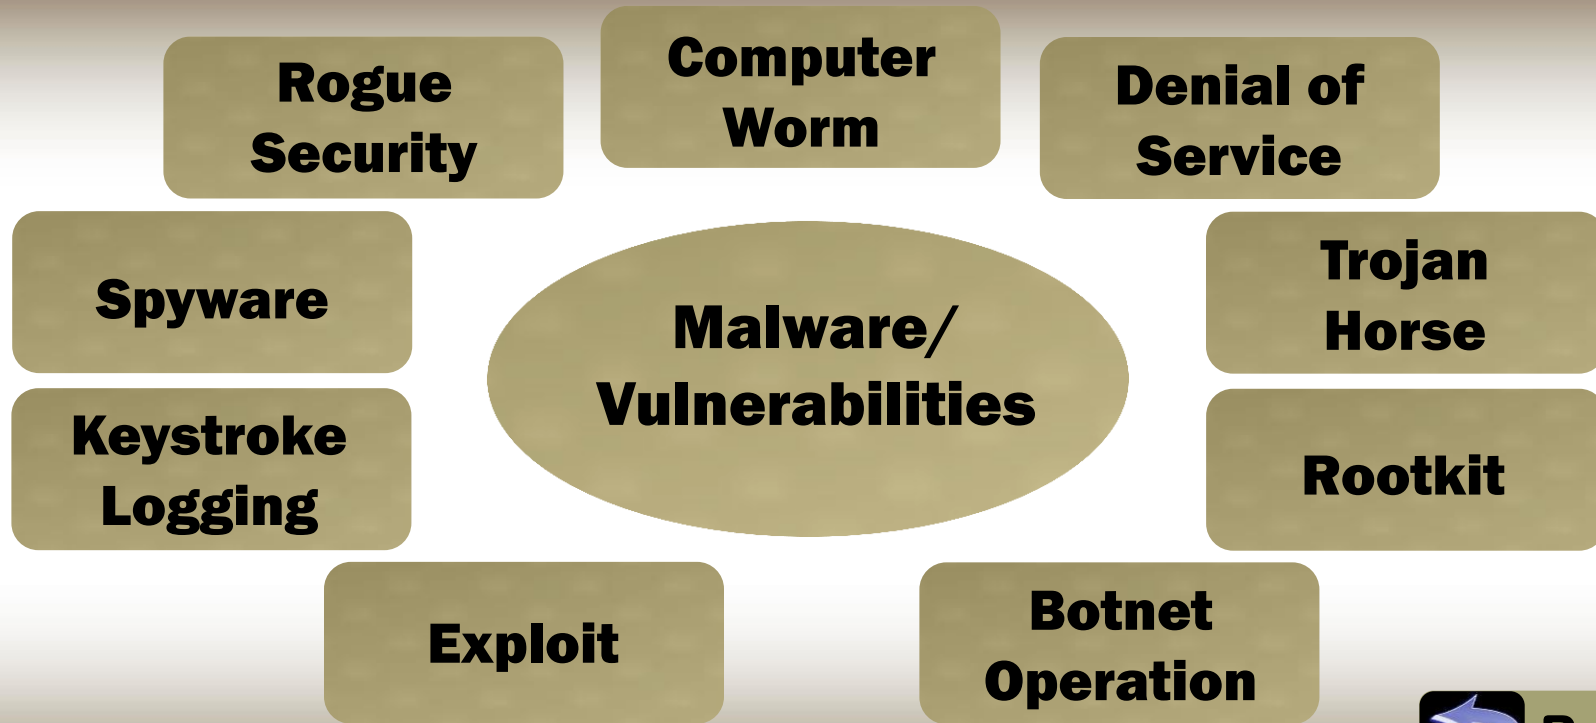 Computer
Worm
Rogue
Security
Denial of
Service
Spyware
Trojan
Horse
Malware/
Vulnerabilities
Keystroke
Logging
Rootkit
Exploit
Botnet
Operation